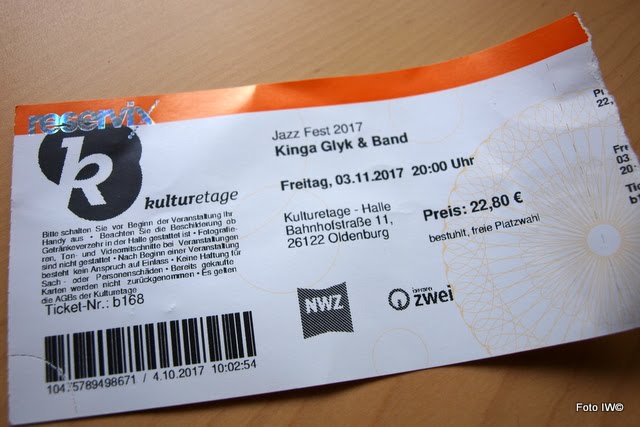 reservix
k
kulturetage
Bitte schalten Sie vor Beginn der Veranstaltung Ihr
Handy aus • Beachten Sie die Beschilderung ob
Getränkeverzehr in der Halle gestattet ist • Fotografie-
ren, Ton- und Videomitschnitte bei Veranstaltungen
sind nicht gestattet • Nach Beginn einer Veranstaltung
besteht kein Anspruch auf Einlass • Keine Haftung für
Sach - oder Personenschäden • Bereits gekaufte
Karten werden nicht zurückgenommen • Es gelten
die AGBs der Kulturetage
Ticket-Nr.: b168
/ 4.10.2017 10:02:54
Jazz Fest 2017
Kinga Glyk & Band
Freitag, 03.11.2017 20:00 Uhr
Kulturetage - Halle
Bahnhofstraße 11,
26122 Oldenburg
Preis: 22,80 €
bestuhlt, freie Platzwahl
NWZ
zwei
22,
03
20
Foto IW©